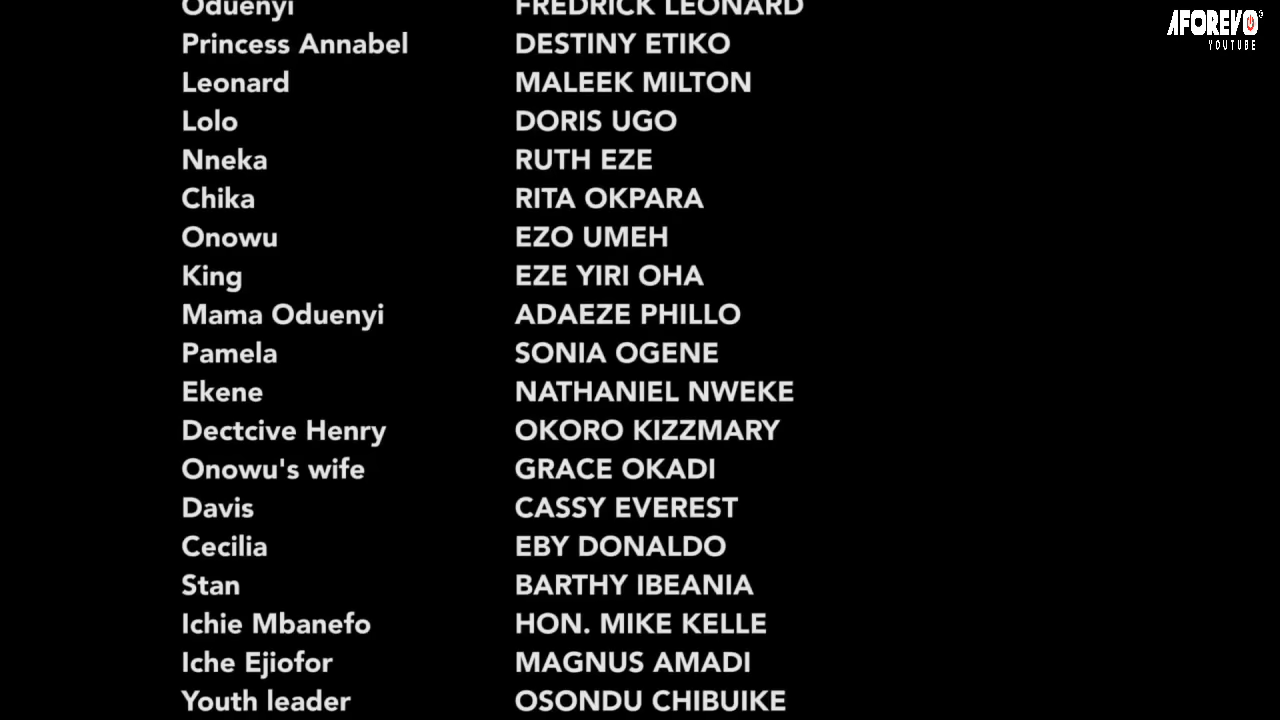 Oduenyi FREDRICK LEONARD
Princess Annabel DESTINY ETIKO
Leonard MALEEK MILTON
Lolo DORIS UGO
Nneka RUTH EZE
Chika RITA OKPARA
Onowu EZO UMEH
King EZE YIRI OHA
Mama Oduenyi ADAEZE PHILLO
Pamela SONIA OGENE
Ekene NATHANIEL NWEKE
Dectcive Henry OKORO KIZZMARY
Onowu's wife GRACE OKADI
Davis CASSY EVEREST
Cecilia EBY DONALDO
Stan BARTHY IBEANIA
Ichie Mbanefo HON. MIKE KELLE
Iche Ejiofor MAGNUS AMADI
Youth leader OSONDU CHIBUIKE
AFOREVO
YOUTUBE